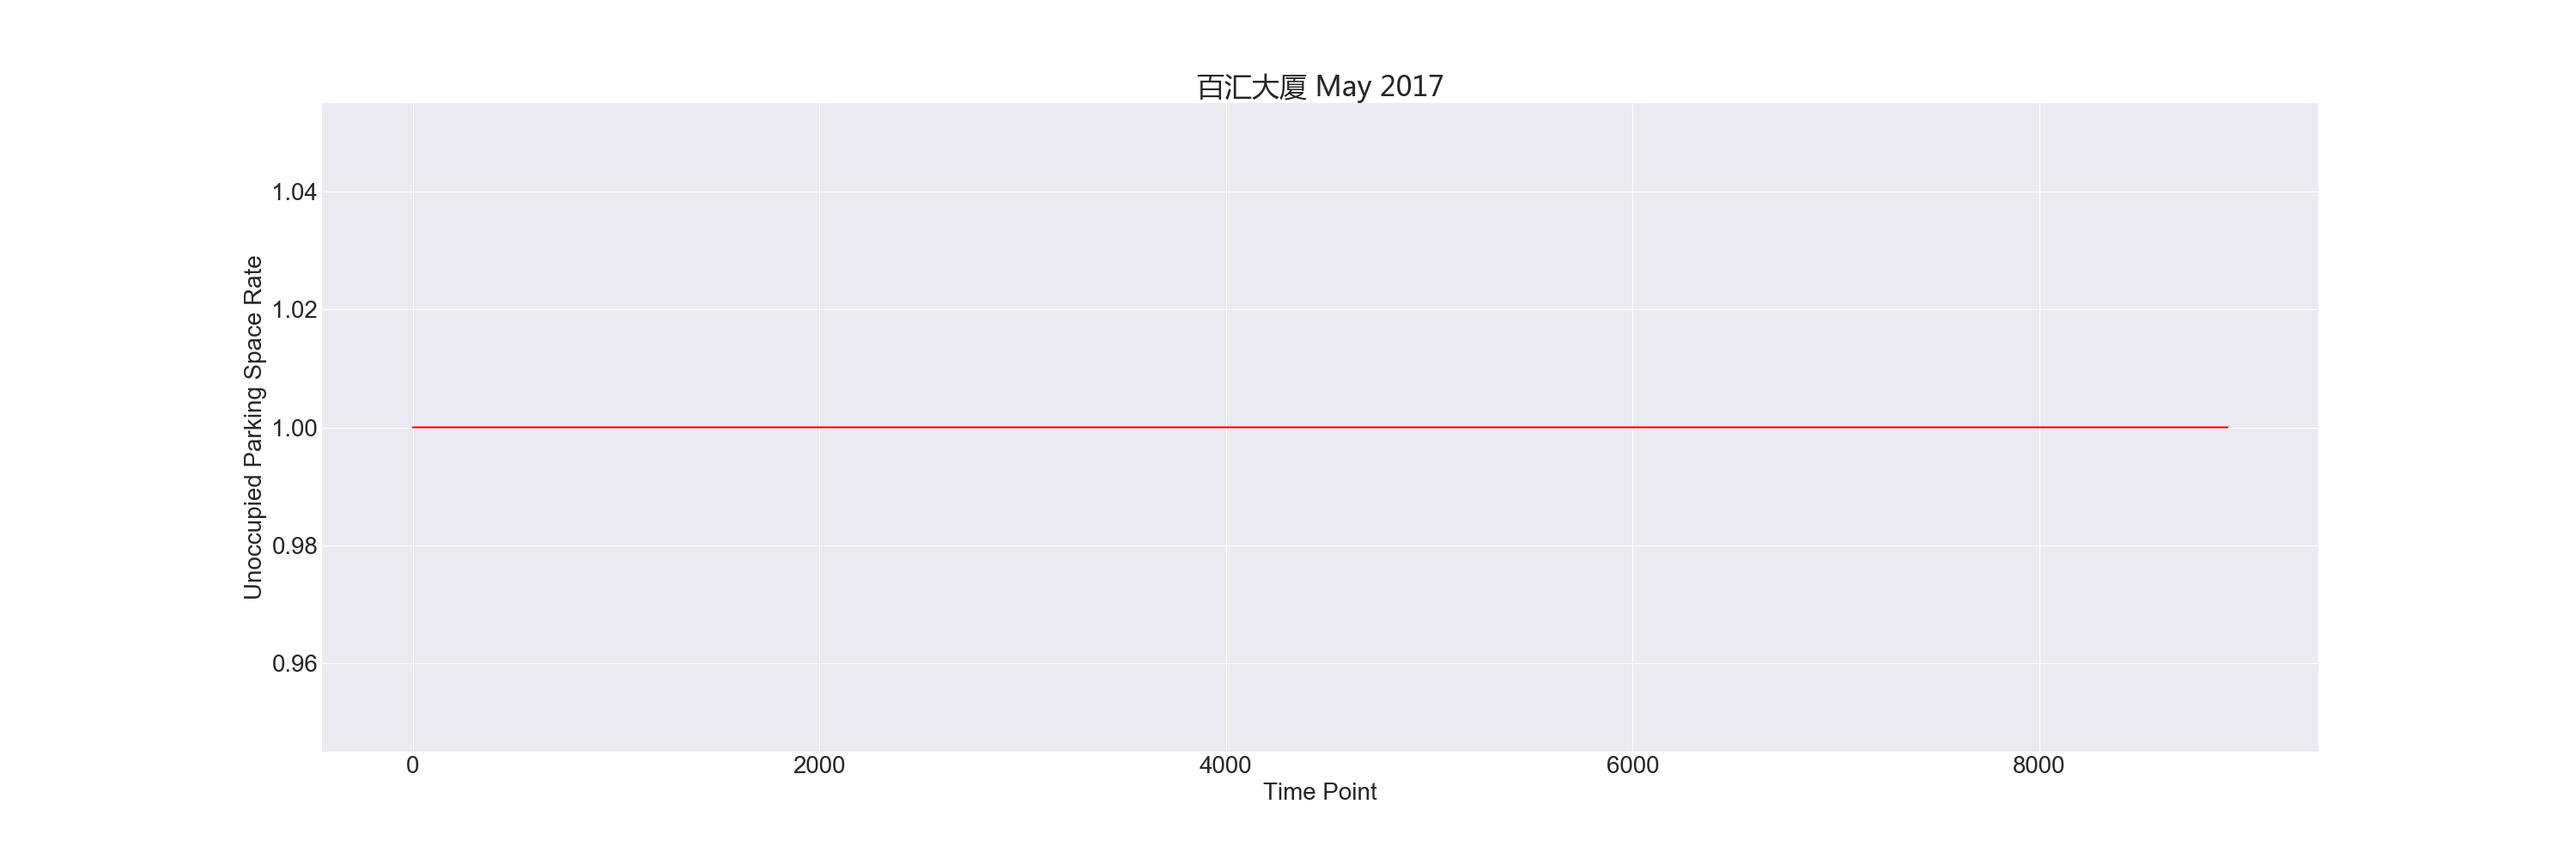 百汇大厦 May 2017
Unoccupied Parking Space Rate
1.04
1.02
1.00
0.98
0.96
0 2000 4000 6000 8000
Time Point